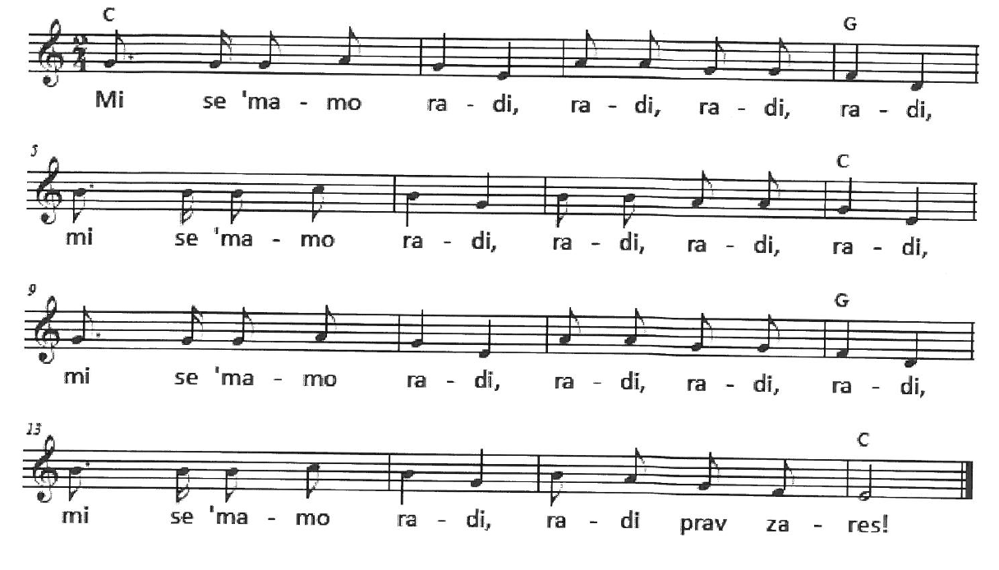 C G
2/4
Mi se 'ma - mo ra - di, ra - di, ra - di, ra - di,
5 C
mi se 'ma - mo ra - di, ra - di, ra - di, ra - di,
9 G
mi se 'ma - mo ra - di, ra - di, ra - di, ra - di,
13 C
mi se 'ma - mo ra - di, ra - di prav za - res!